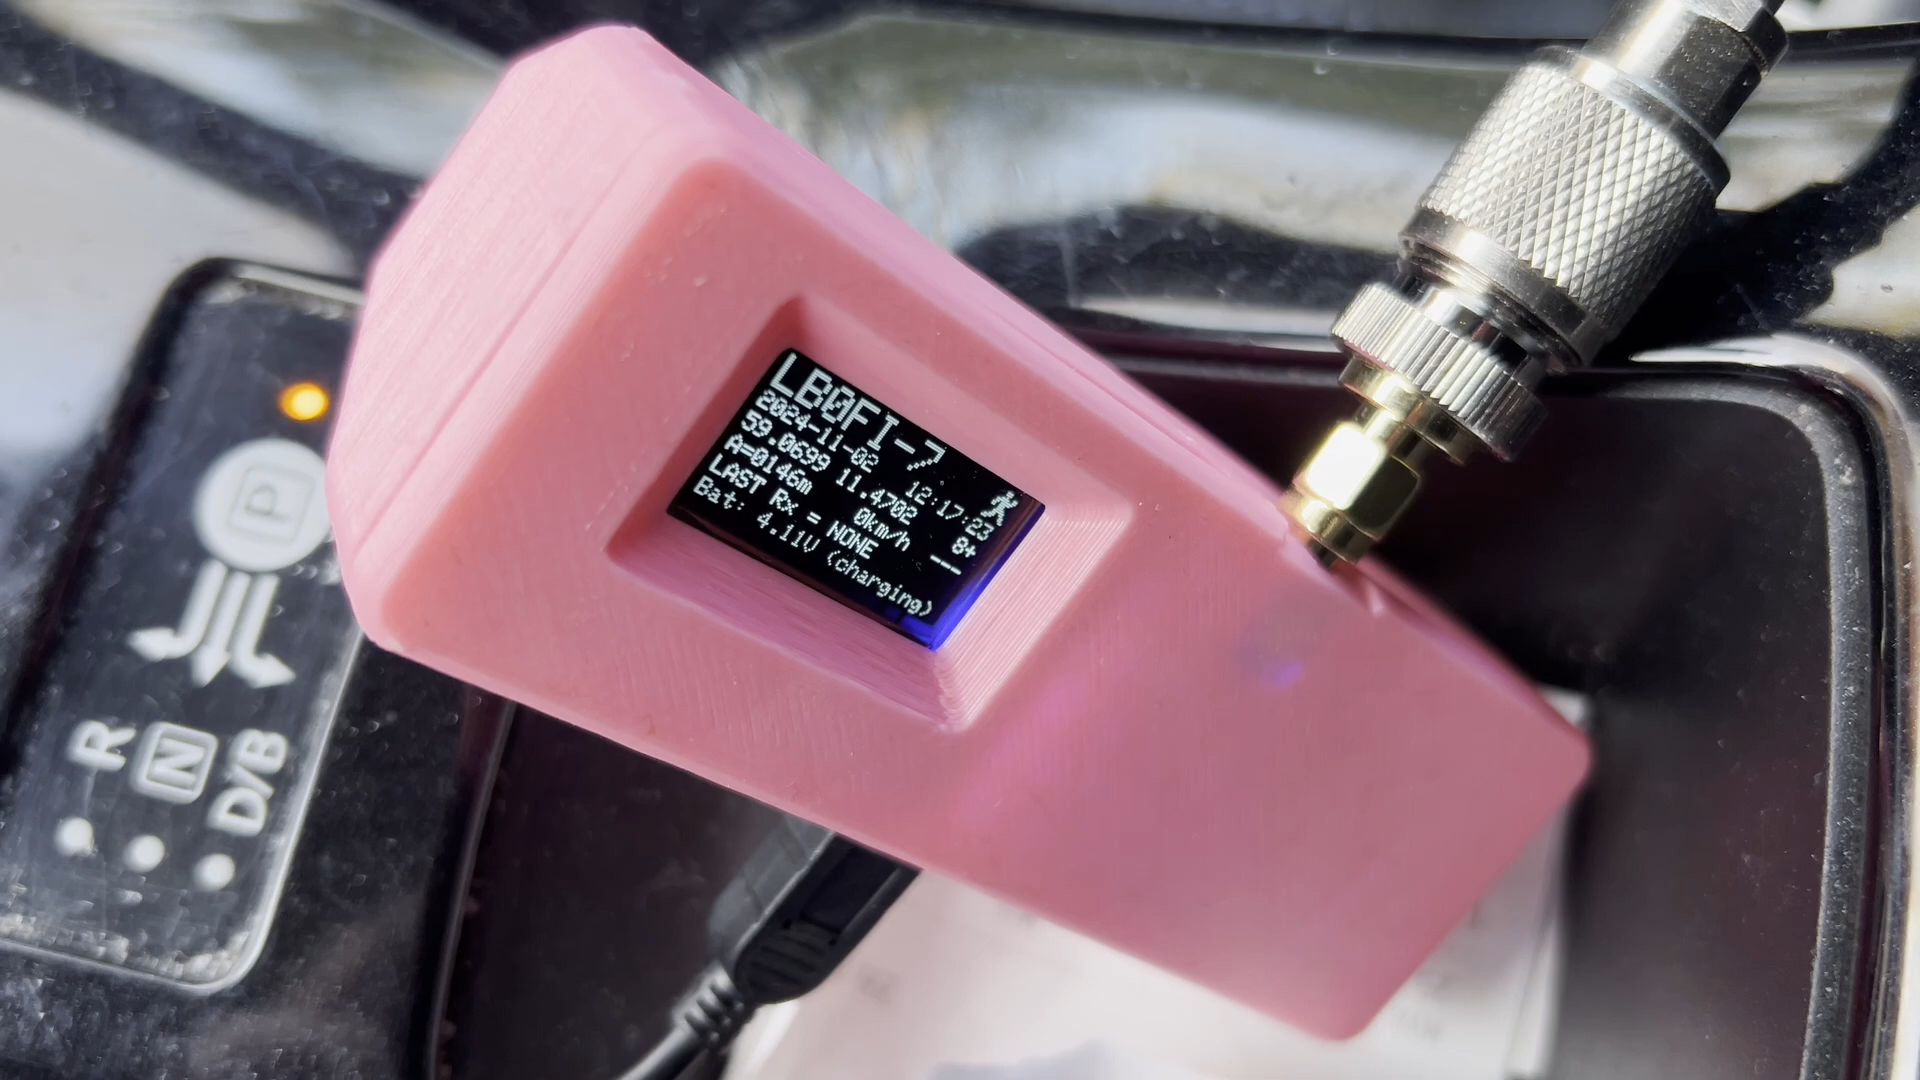 LB0FI-7
2024-11-02 12:17:23
59.0699 11.4702 8+
A=0146m 0km/h ---
LAST Rx = NONE
Bat: 4.11V (charging)
P
R
N
D/B